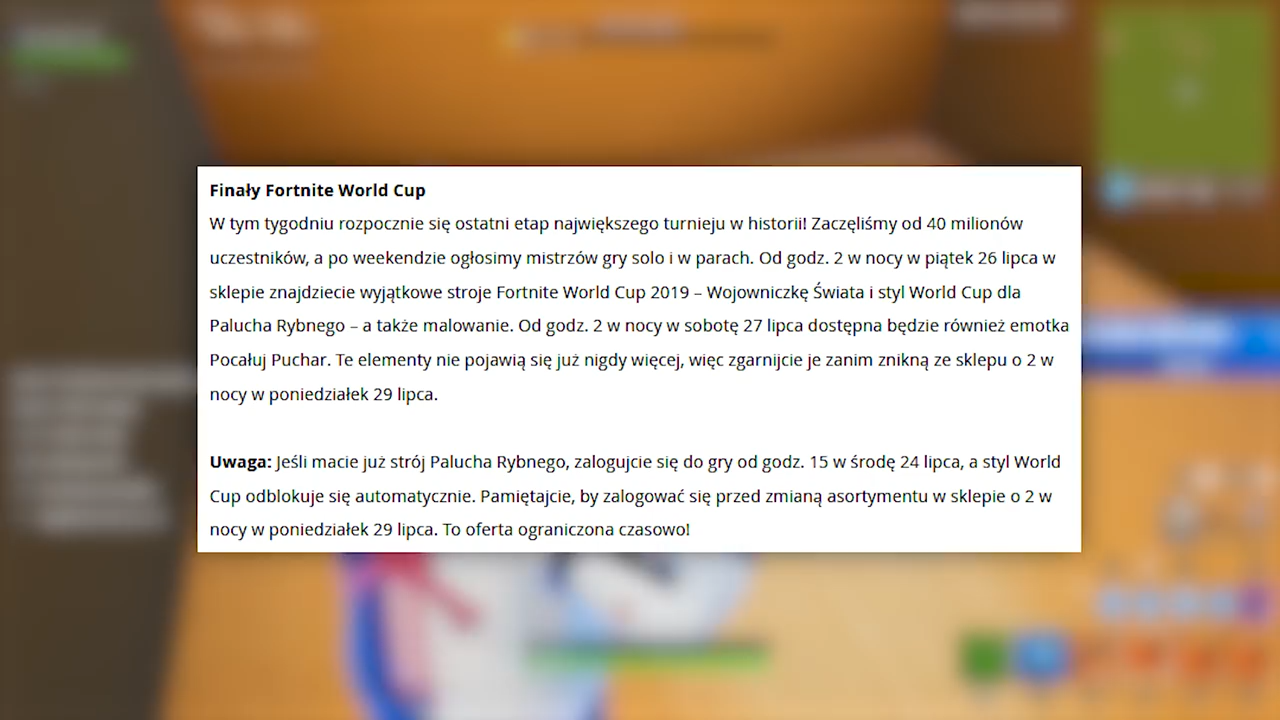 Finały Fortnite World Cup
W tym tygodniu rozpocznie się ostatni etap największego turnieju w historii! Zaczęliśmy od 40 milionów
uczestników, a po weekendzie ogłosimy mistrzów gry solo i w parach. Od godz. 2 w nocy w piątek 26 lipca w
sklepie znajdziecie wyjątkowe stroje Fortnite World Cup 2019 – Wojowniczkę Świata i styl World Cup dla
Palucha Rybnego – a także malowanie. Od godz. 2 w nocy w sobotę 27 lipca dostępna będzie również emotka
Pocałuj Puchar. Te elementy nie pojawią się już nigdy więcej, więc zgarnijcie je zanim znikną ze sklepu o 2 w
nocy w poniedziałek 29 lipca.
Uwaga: Jeśli macie już strój Palucha Rybnego, zalogujcie się do gry od godz. 15 w środę 24 lipca, a styl World
Cup odblokuje się automatycznie. Pamiętajcie, by zalogować się przed zmianą asortymentu w sklepie o 2 w
nocy w poniedziałek 29 lipca. To oferta ograniczona czasowo!